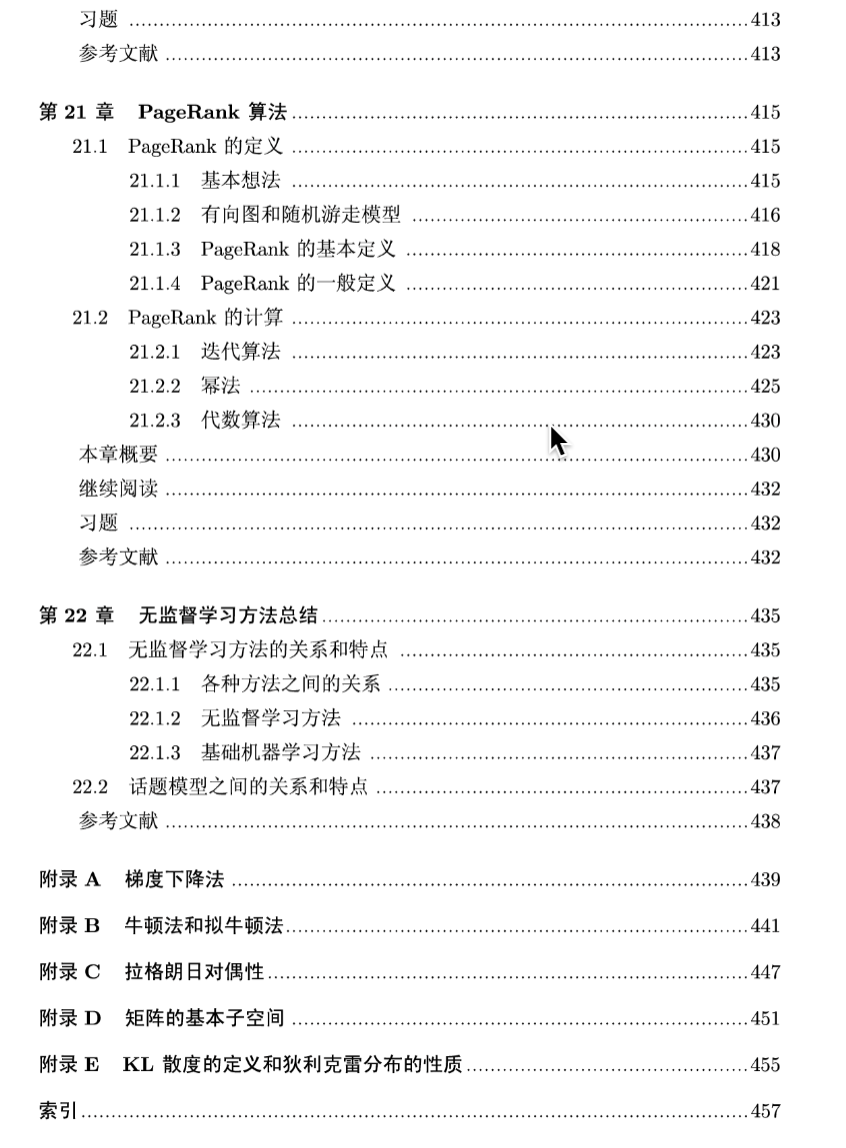 习题 ........ 413
参考文献 ........ 413
第 21 章 PageRank 算法 ........ 415
21.1 PageRank 的定义 ........ 415
21.1.1 基本想法 ........ 415
21.1.2 有向图和随机游走模型 ........ 416
21.1.3 PageRank 的基本定义 ........ 418
21.1.4 PageRank 的一般定义 ........ 421
21.2 PageRank 的计算 ........ 423
21.2.1 迭代算法 ........ 423
21.2.2 幂法 ........ 425
21.2.3 代数算法 ........ 430
本章概要 ........ 430
继续阅读 ........ 432
习题 ........ 432
参考文献 ........ 432
第 22 章 无监督学习方法总结 ........ 435
22.1 无监督学习方法的关系和特点 ........ 435
22.1.1 各种方法之间的关系 ........ 435
22.1.2 无监督学习方法 ........ 436
22.1.3 基础机器学习方法 ........ 437
22.2 话题模型之间的关系和特点 ........ 437
参考文献 ........ 438
附录 A 梯度下降法 ........ 439
附录 B 牛顿法和拟牛顿法 ........ 441
附录 C 拉格朗日对偶性 ........ 447
附录 D 矩阵的基本子空间 ........ 451
附录 E KL 散度的定义和狄利克雷分布的性质 ........ 455
索引 ........ 457